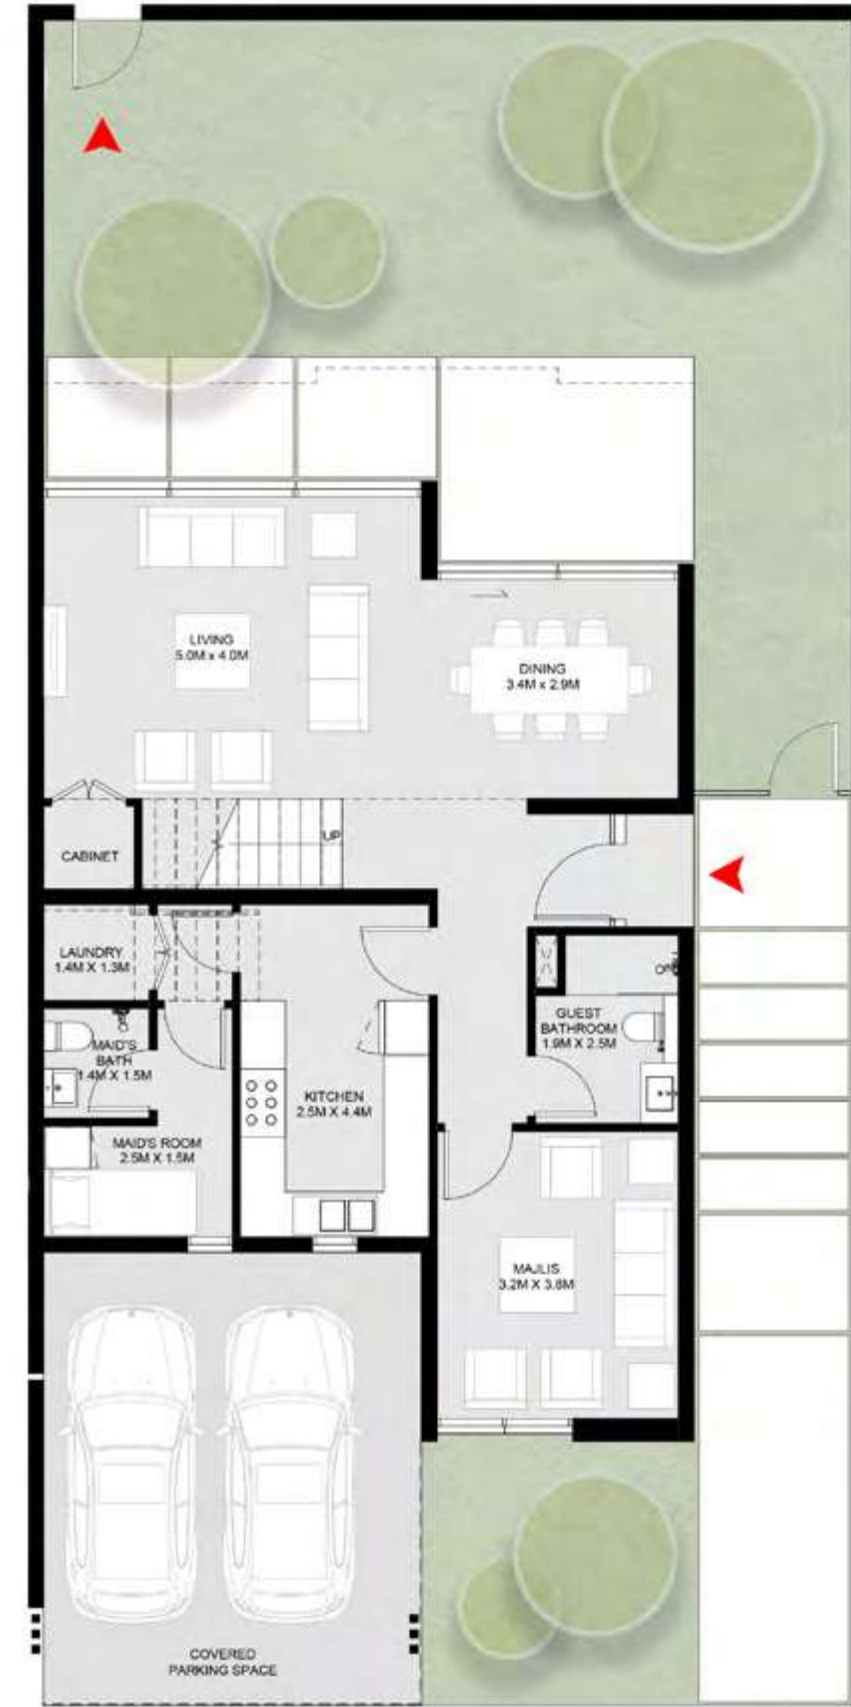 LIVING
5.0M x 4.0M
DINING
3.4M x 2.9M
UP
CABINET
LAUNDRY
1.4M X 1.3M
GUEST
BATHROOM
1.9M X 2.5M
MAID'S
BATH
1.4M X 1.5M
KITCHEN
2.5M X 4.4M
MAID'S ROOM
2.5M X 1.5M
MAJLIS
3.2M X 3.8M
COVERED
PARKING SPACE